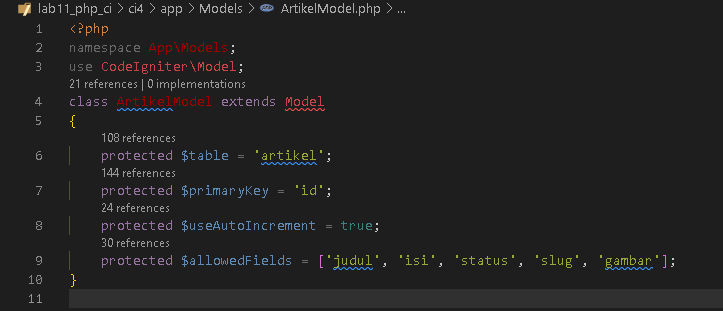 lab11_php_ci > ci4 > app > Models > ArtikelModel.php > ...
1 <?php
2 namespace App\Models;
3 use CodeIgniter\Model;
21 references | 0 implementations
4 class ArtikelModel extends Model
5 {
108 references
6 protected $table = 'artikel';
144 references
7 protected $primaryKey = 'id';
24 references
8 protected $useAutoIncrement = true;
30 references
9 protected $allowedFields = ['judul', 'isi', 'status', 'slug', 'gambar'];
10 }
11